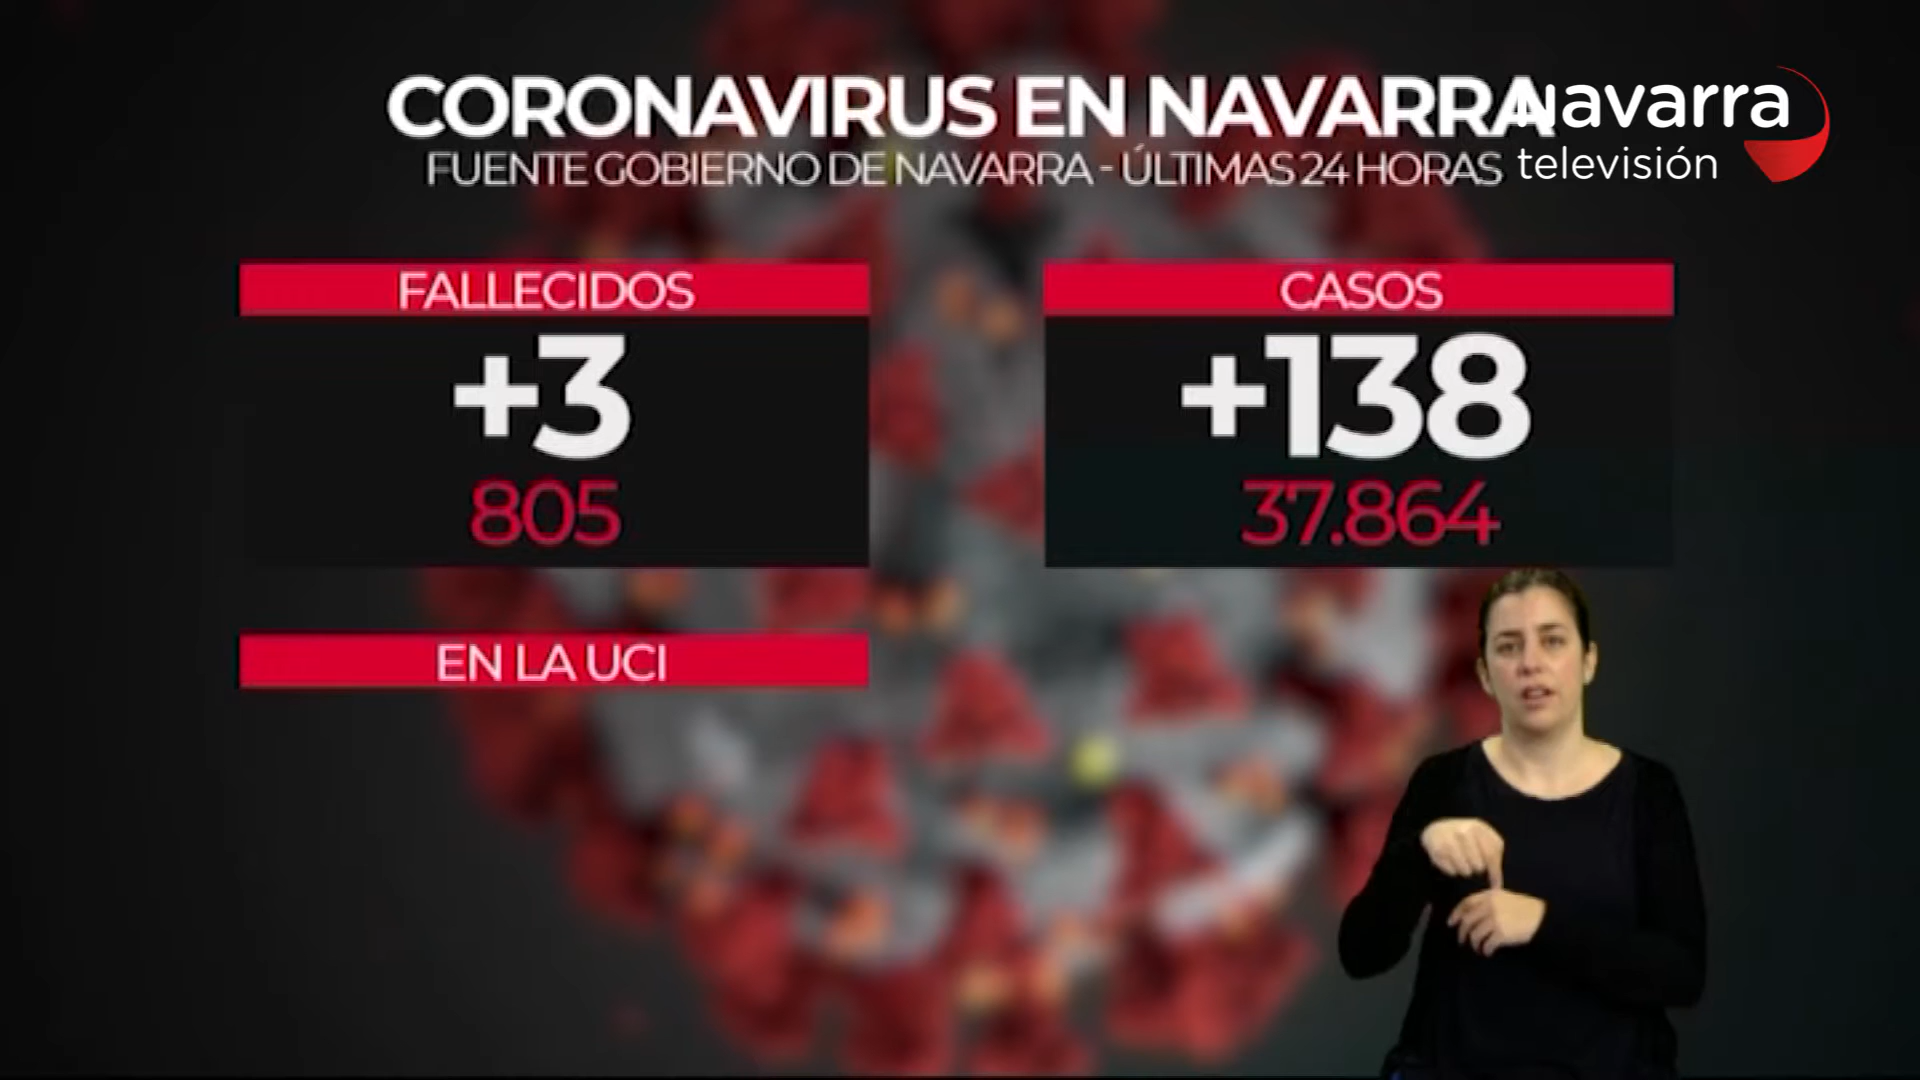 CORONAVIRUS EN NAVARRA
FUENTE GOBIERNO DE NAVARRA - ÚLTIMAS 24 HORAS
navarra
televisión
FALLECIDOS
+3
805
CASOS
+138
37.864
EN LA UCI